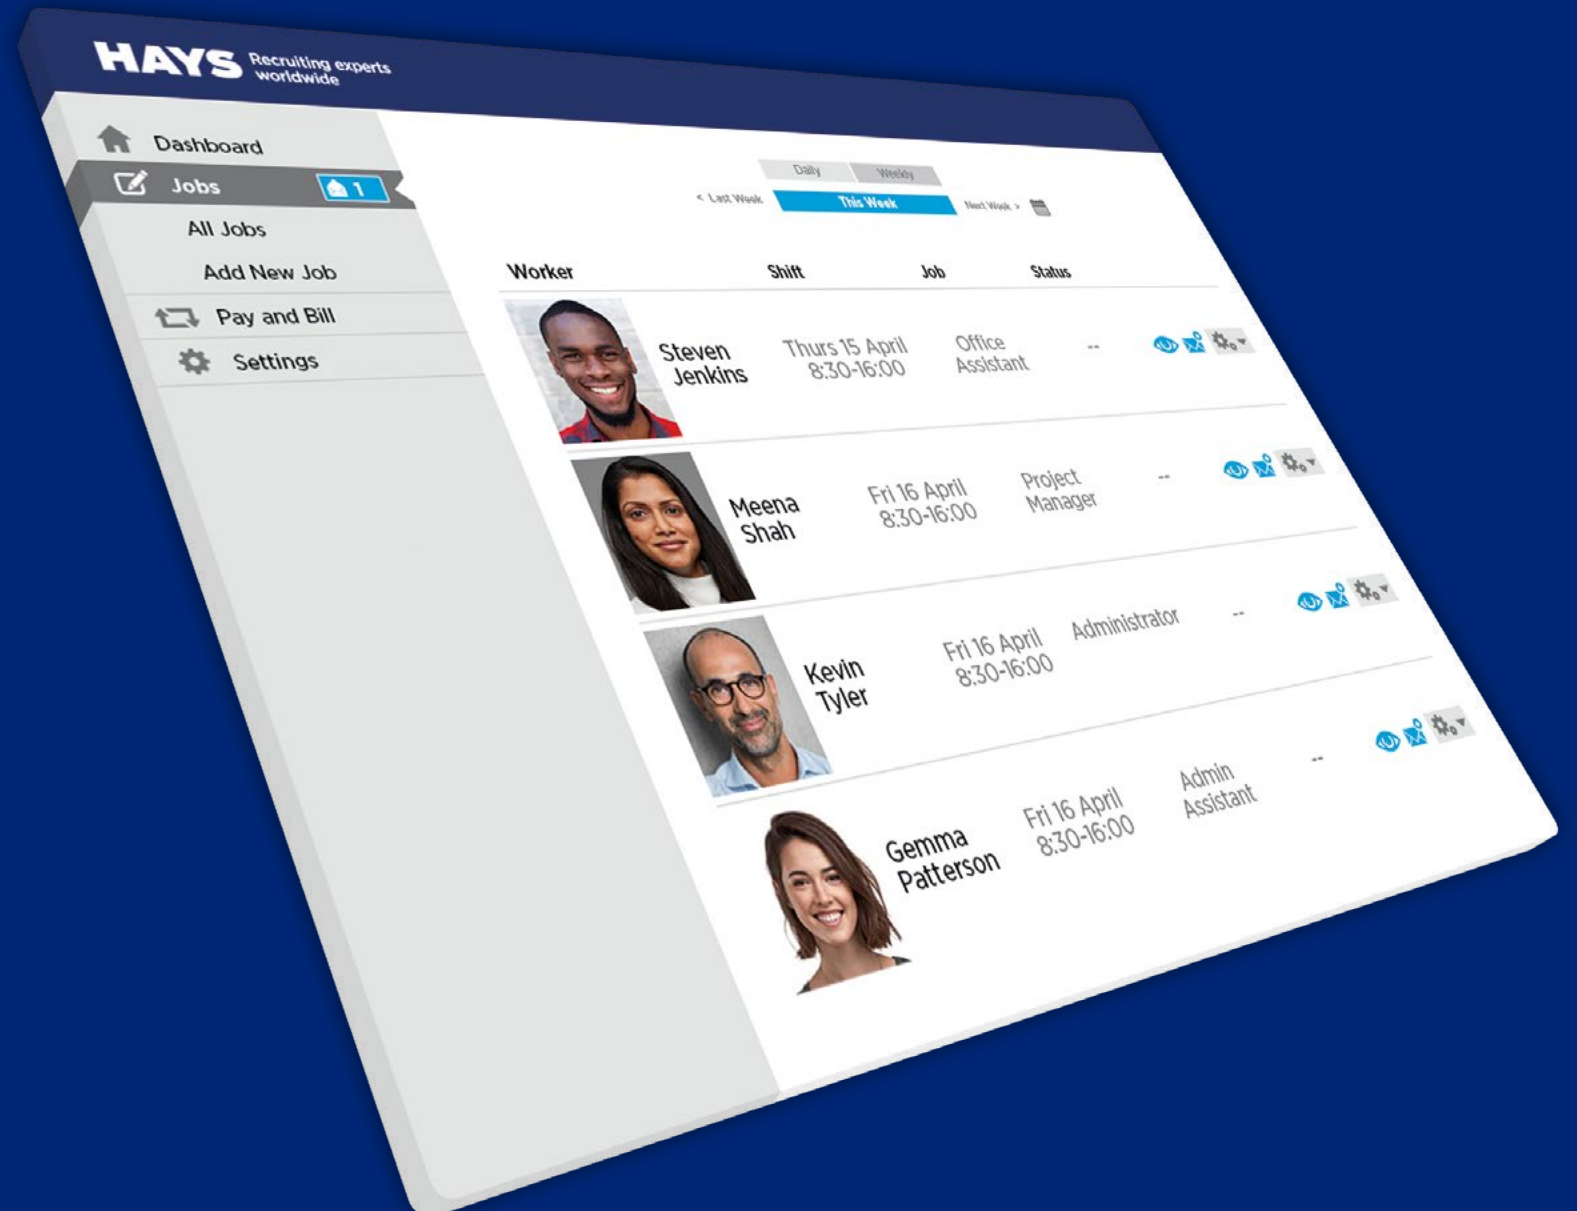 HAYS Recruiting experts
worldwide
Dashboard
Jobs 1
All Jobs
Add New Job
Pay and Bill
Settings
Daily Weekly
< Last Week This Week Next Week >
Worker Shift Job Status
Steven Thurs 15 April Office --
Jenkins 8:30-16:00 Assistant
Meena Fri 16 April Project --
Shah 8:30-16:00 Manager
Kevin Fri 16 April Administrator --
Tyler 8:30-16:00
Gemma Fri 16 April Admin --
Patterson 8:30-16:00 Assistant